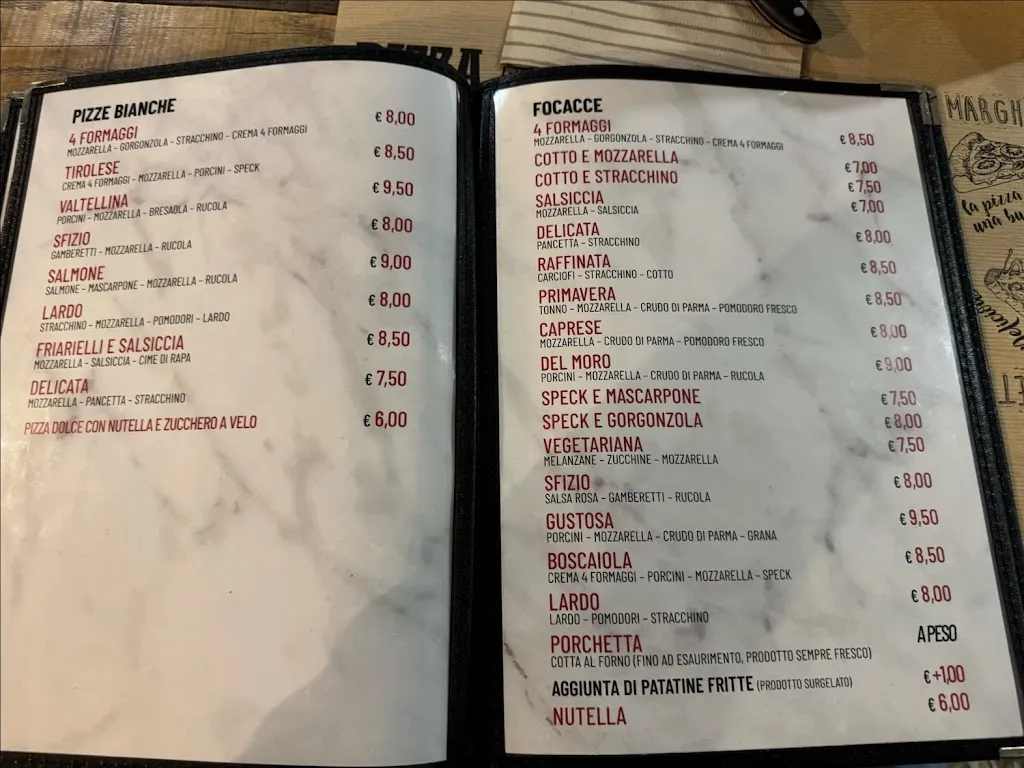 PIZZE BIANCHE
4 FORMAGGI € 8,00
MOZZARELLA - GORGONZOLA - STRACCHINO - CREMA 4 FORMAGGI
TIROLESE € 8,50
CREMA 4 FORMAGGI - MOZZARELLA - PORCINI - SPECK
VALTELLINA € 9,50
PORCINI - MOZZARELLA - BRESAOLA - RUCOLA
SFIZIO € 8,00
GAMBERETTI - MOZZARELLA - RUCOLA
SALMONE € 9,00
SALMONE - MASCARPONE - MOZZARELLA - RUCOLA
LARDO € 8,00
STRACCHINO - MOZZARELLA - POMODORI - LARDO
FRIARIELLI E SALSICCIA € 8,50
MOZZARELLA - SALSICCIA - CIME DI RAPA
DELICATA € 7,50
MOZZARELLA - PANCETTA - STRACCHINO
PIZZA DOLCE CON NUTELLA E ZUCCHERO A VELO € 6,00
FOCACCE
4 FORMAGGI € 8,50
MOZZARELLA - GORGONZOLA - STRACCHINO - CREMA 4 FORMAGGI
COTTO E MOZZARELLA € 7,00
COTTO E STRACCHINO € 7,50
SALSICCIA € 7,00
MOZZARELLA - SALSICCIA
DELICATA € 8,00
PANCETTA - STRACCHINO
RAFFINATA € 8,50
CARCIOFI - STRACCHINO - COTTO
PRIMAVERA € 8,50
TONNO - MOZZARELLA - CRUDO DI PARMA - POMODORO FRESCO
CAPRESE € 8,00
MOZZARELLA - CRUDO DI PARMA - POMODORO FRESCO
DEL MORO € 9,00
PORCINI - MOZZARELLA - CRUDO DI PARMA - RUCOLA
SPECK E MASCARPONE € 7,50
SPECK E GORGONZOLA € 8,00
VEGETARIANA € 7,50
MELANZANE - ZUCCHINE - MOZZARELLA
SFIZIO € 8,00
SALSA ROSA - GAMBERETTI - RUCOLA
GUSTOSA € 9,50
PORCINI - MOZZARELLA - CRUDO DI PARMA - GRANA
BOSCAIOLA € 8,50
CREMA 4 FORMAGGI - PORCINI - MOZZARELLA - SPECK
LARDO € 8,00
LARDO - POMODORI - STRACCHINO
PORCHETTA A PESO
COTTA AL FORNO (FINO AD ESAURIMENTO, PRODOTTO SEMPRE FRESCO)
AGGIUNTA DI PATATINE FRITTE (PRODOTTO SURGELATO) € +1,00
NUTELLA € 6,00
MARGH
la pizza
una bu